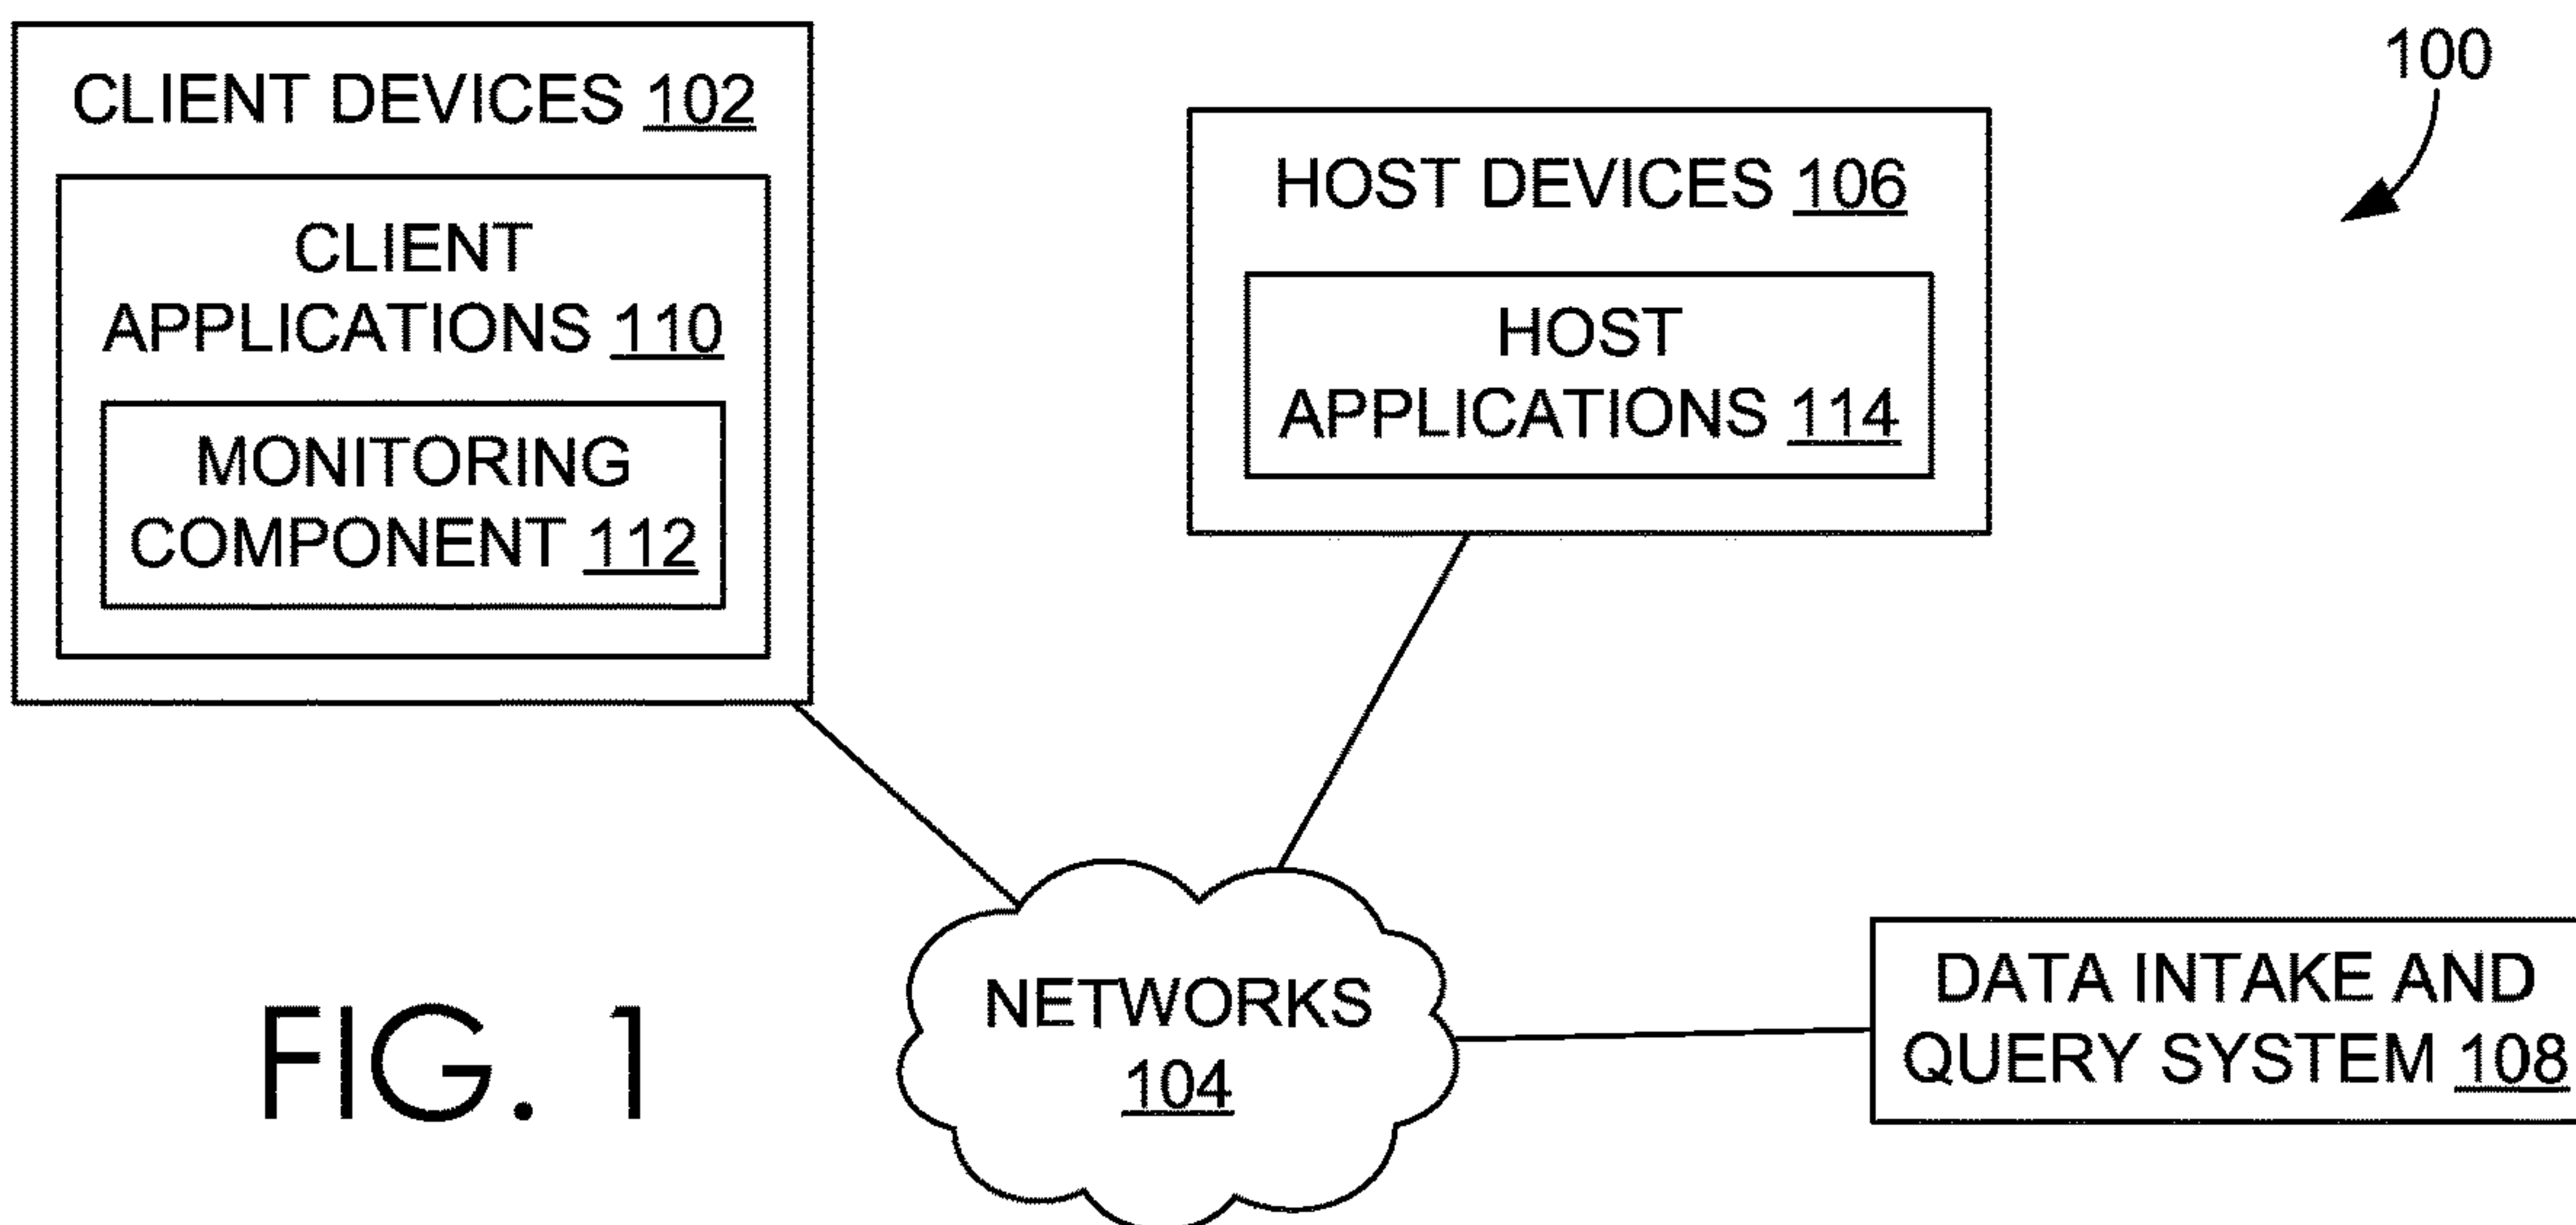 CLIENT DEVICES 102
CLIENT
APPLICATIONS 110
MONITORING
COMPONENT 112
HOST DEVICES 106
HOST
APPLICATIONS 114
100
NETWORKS
104
DATA INTAKE AND
QUERY SYSTEM 108
FIG. 1